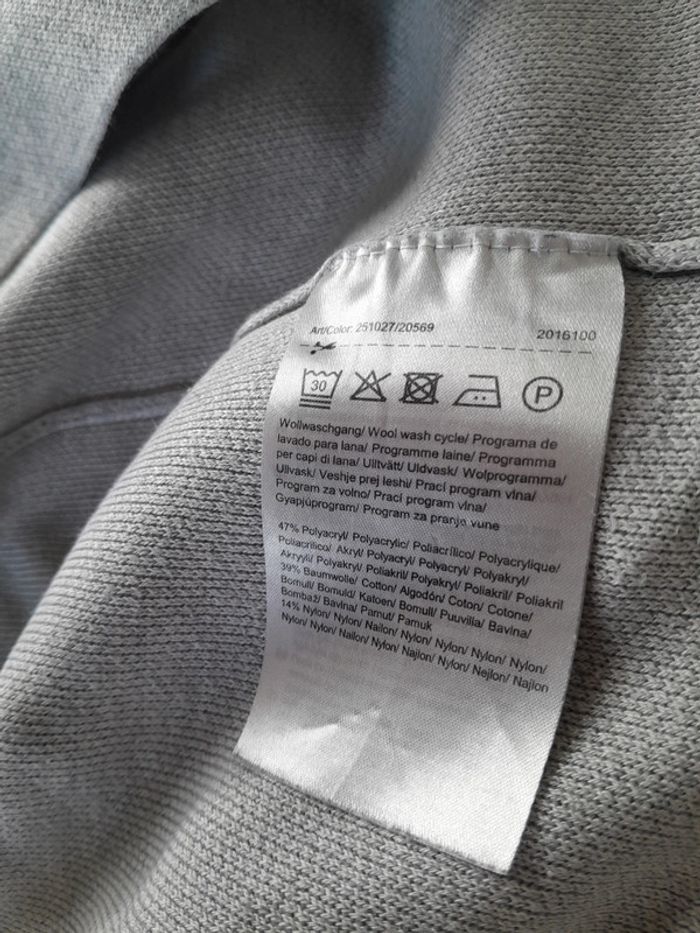 Art/Color: 251027/20569 2016100
30 P
Wollwaschgang/ Wool wash cycle/ Programa de
lavado para lana/ Programme laine/ Programma
per capi di lana/ Ulltvätt/ Uldvask/ Wolprogramma/
Ullvask/ Veshje prej leshi/ Prací program vlna/
Program za volno/ Prací program vlna/
Gyapjúprogram/ Program za pranje vune
47% Polyacryl/ Polyacrylic/ Poliacrílico/ Polyacrylique/
Poliacrilico/ Akryl/ Polyacryl/ Polyacryl/ Polyakryl/
Akryyli/ Polyakryl/ Poliakril/ Polyakryl/ Poliakril/ Poliakril
39% Baumwolle/ Cotton/ Algodón/ Coton/ Cotone/
Bomull/ Bomuld/ Katoen/ Bomull/ Puuvilla/ Bavlna/
Bombaž/ Bavlna/ Pamut/ Pamuk
14% Nylon/ Nylon/ Nailon/ Nylon/ Nylon/ Nylon/ Nylon/
Nylon/ Nylon/ Nailon/ Nylon/ Najlon/ Nylon/ Nejlon/ Najlon